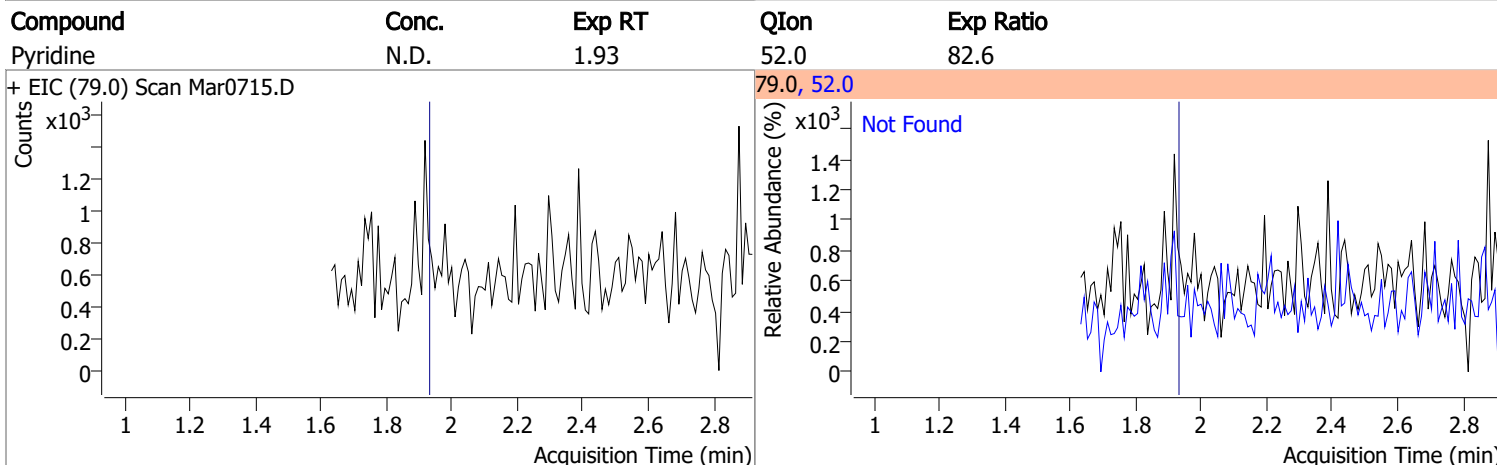 Compound Conc. Exp RT QIon Exp Ratio
Pyridine N.D. 1.93 52.0 82.6
+ EIC (79.0) Scan Mar0715.D
Counts
x10³
1.2
1
0.8
0.6
0.4
0.2
0
1 1.2 1.4 1.6 1.8 2 2.2 2.4 2.6 2.8
Acquisition Time (min)
79.0, 52.0
Relative Abundance (%)
x10³
Not Found
1.4
1.2
1
0.8
0.6
0.4
0.2
0
1 1.2 1.4 1.6 1.8 2 2.2 2.4 2.6 2.8
Acquisition Time (min)